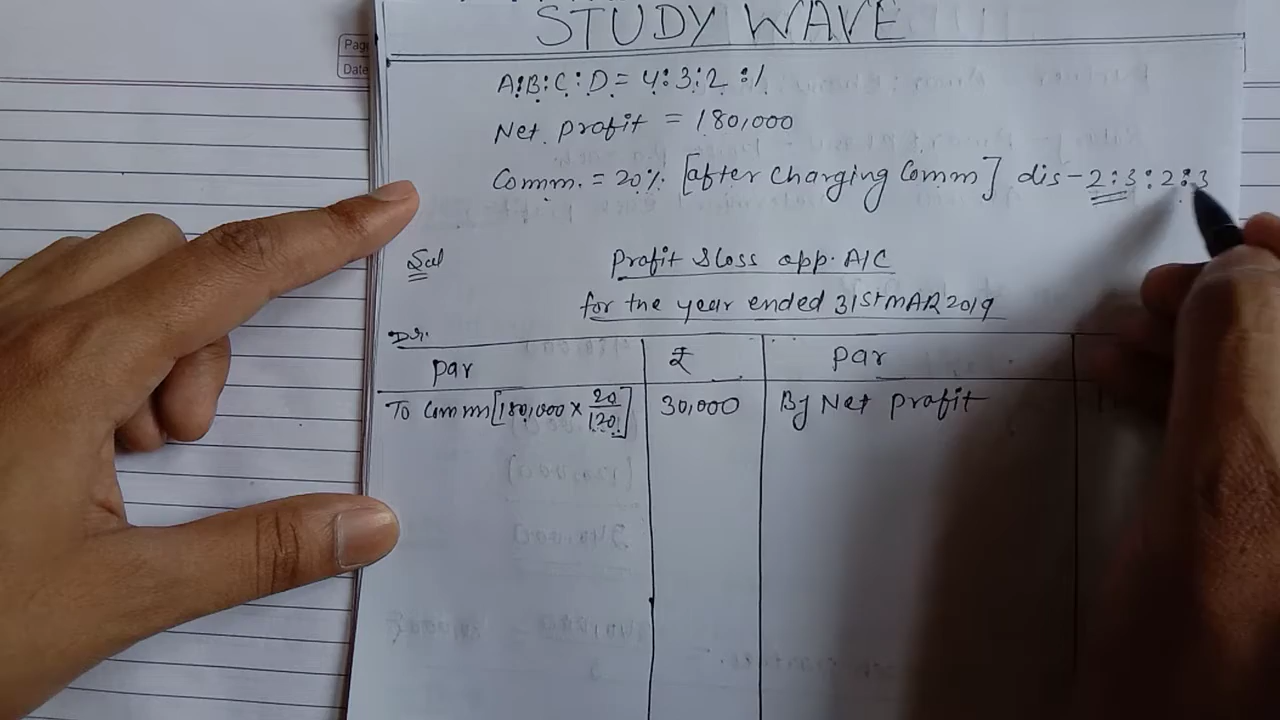 Page
Date
STUDY WAVE
A:B:C:D = 4:3:2:1
Net profit = 180,000
Comm. = 20% [after charging Comm] dis - 2:3:2:3
Sol
Profit & loss app. A/C
for the year ended 31st MAR 2019
Dr.
par ₹ par
To Comm [180,000 × 20/120] 30,000 By Net profit